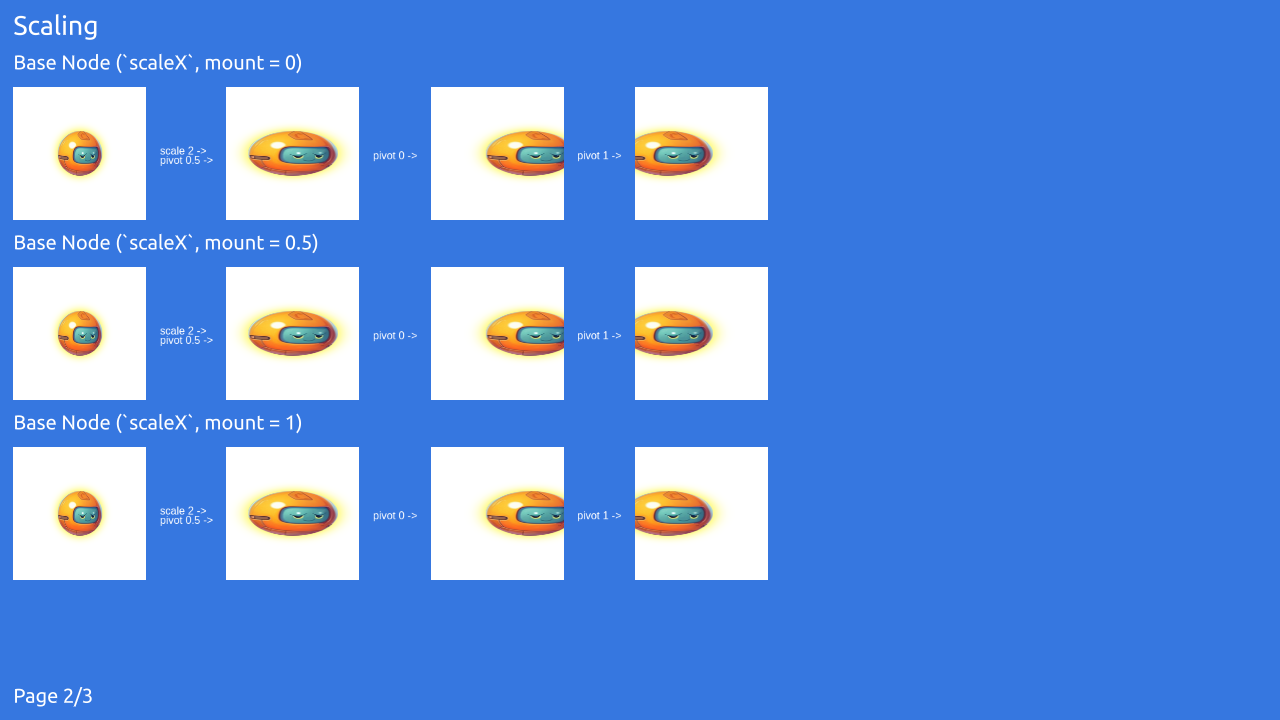 Scaling
Base Node (`scaleX`, mount = 0)
scale 2 ->
pivot 0.5 ->
pivot 0 ->
pivot 1 ->
Base Node (`scaleX`, mount = 0.5)
scale 2 ->
pivot 0.5 ->
pivot 0 ->
pivot 1 ->
Base Node (`scaleX`, mount = 1)
scale 2 ->
pivot 0.5 ->
pivot 0 ->
pivot 1 ->
Page 2/3